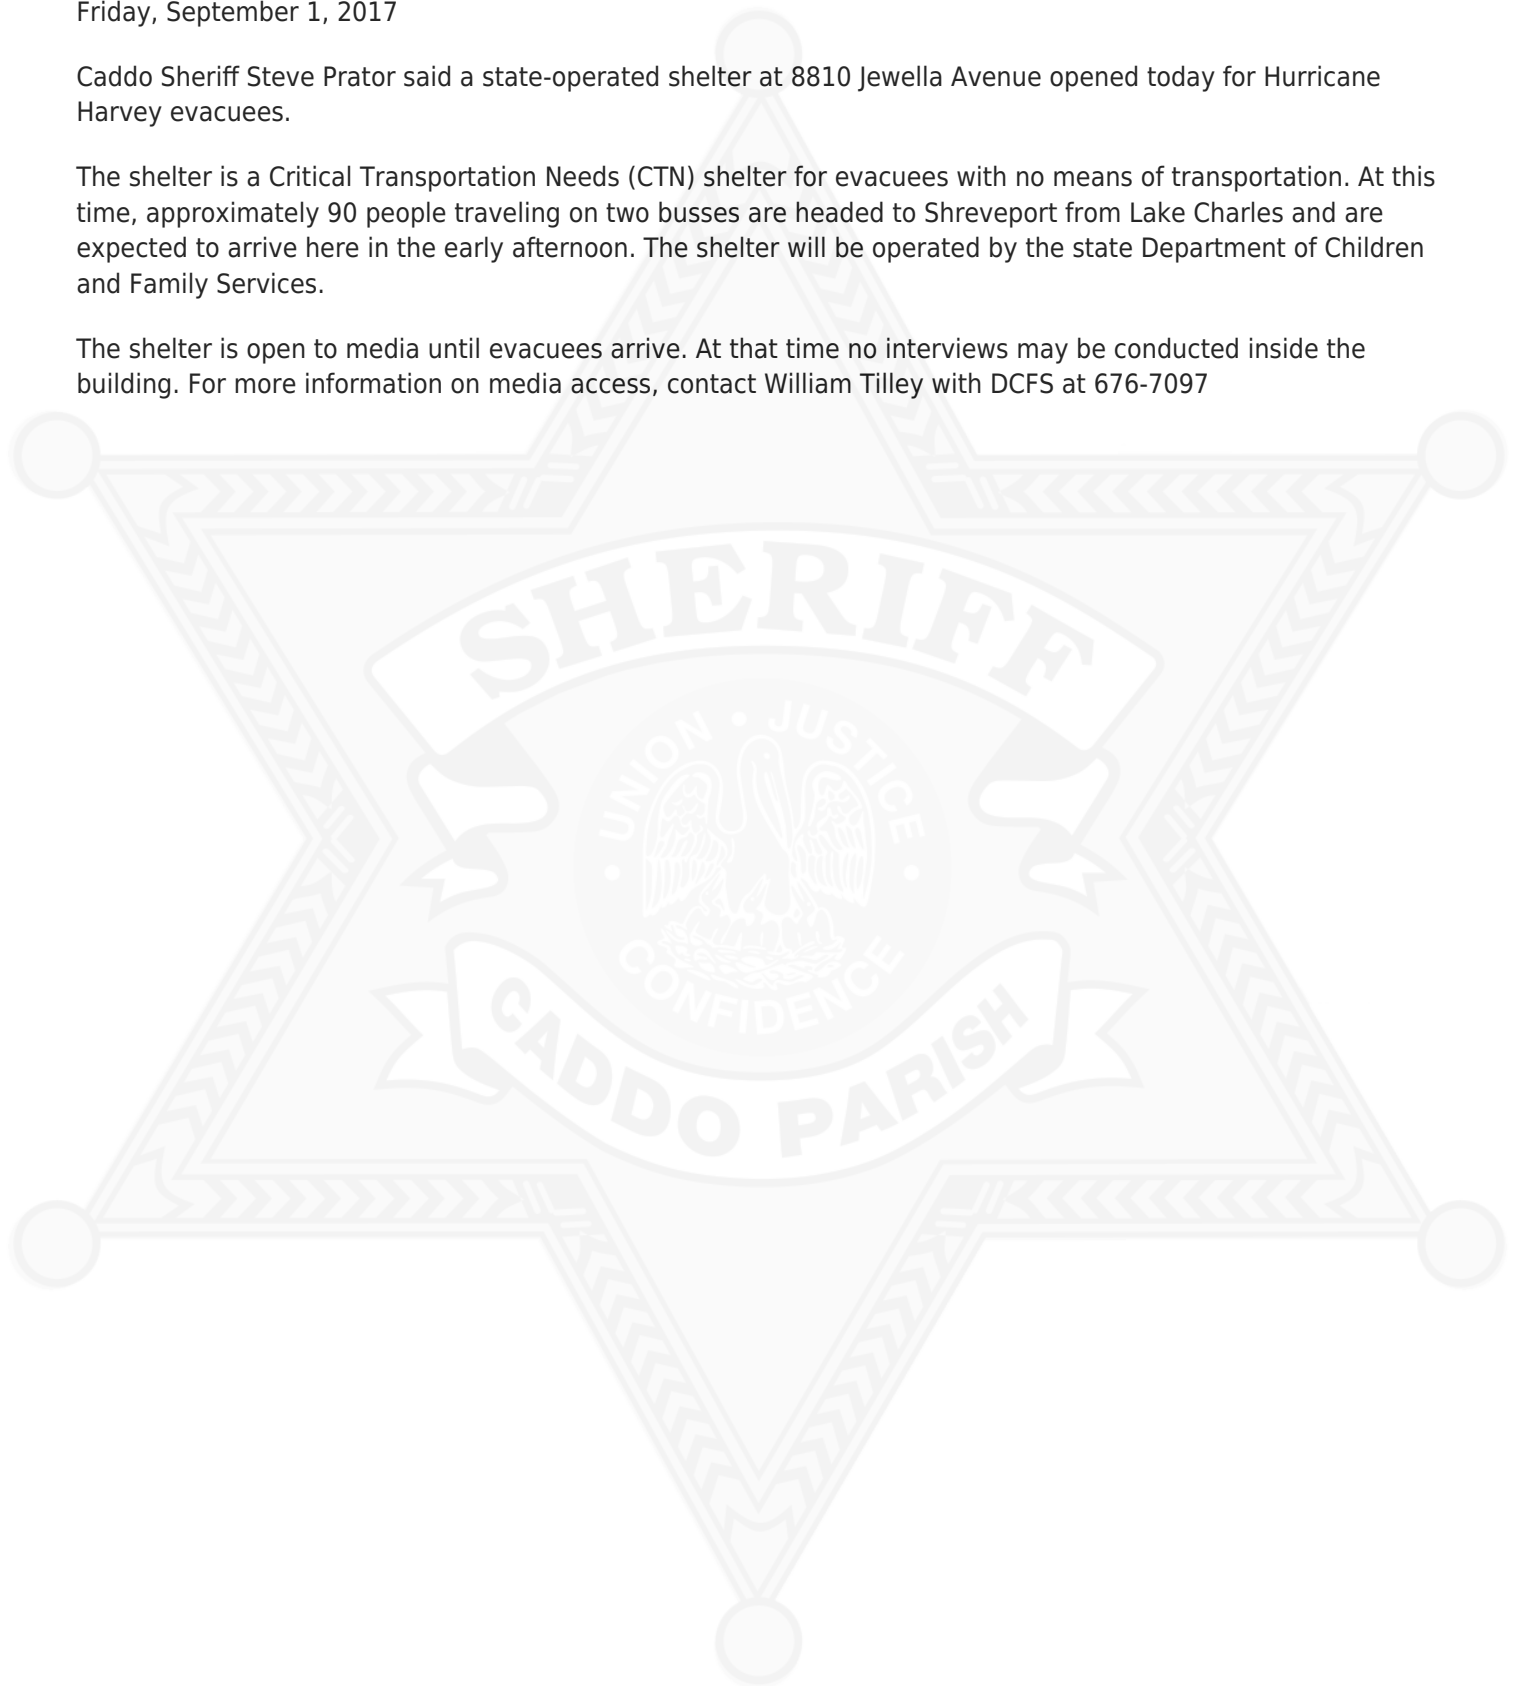 Friday, September 1, 2017
Caddo Sheriff Steve Prator said a state-operated shelter at 8810 Jewella Avenue opened today for Hurricane
Harvey evacuees.
The shelter is a Critical Transportation Needs (CTN) shelter for evacuees with no means of transportation. At this
time, approximately 90 people traveling on two busses are headed to Shreveport from Lake Charles and are
expected to arrive here in the early afternoon. The shelter will be operated by the state Department of Children
and Family Services.
The shelter is open to media until evacuees arrive. At that time no interviews may be conducted inside the
building. For more information on media access, contact William Tilley with DCFS at 676-7097
SHERIFF
UNION • JUSTICE
• CONFIDENCE •
CADDO PARISH